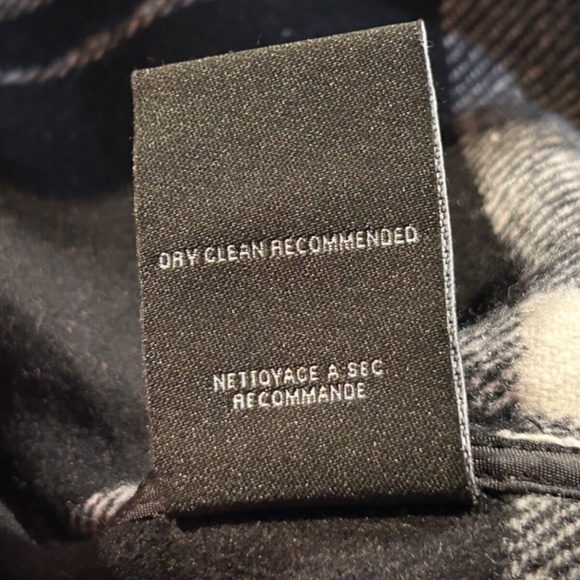 DRY CLEAN RECOMMENDED
NETTOYAGE A SEC
RECOMMANDE